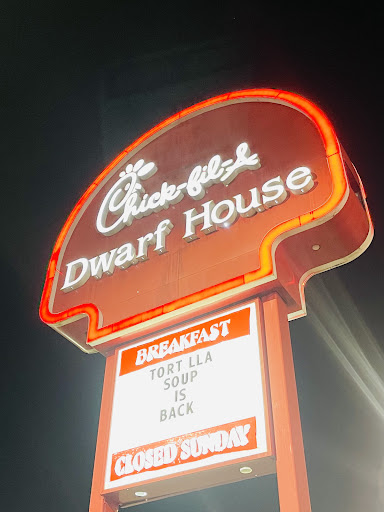 Chick-fil-A
Dwarf House
BREAKFAST
TORT LLA
SOUP
IS
BACK
CLOSED SUNDAY